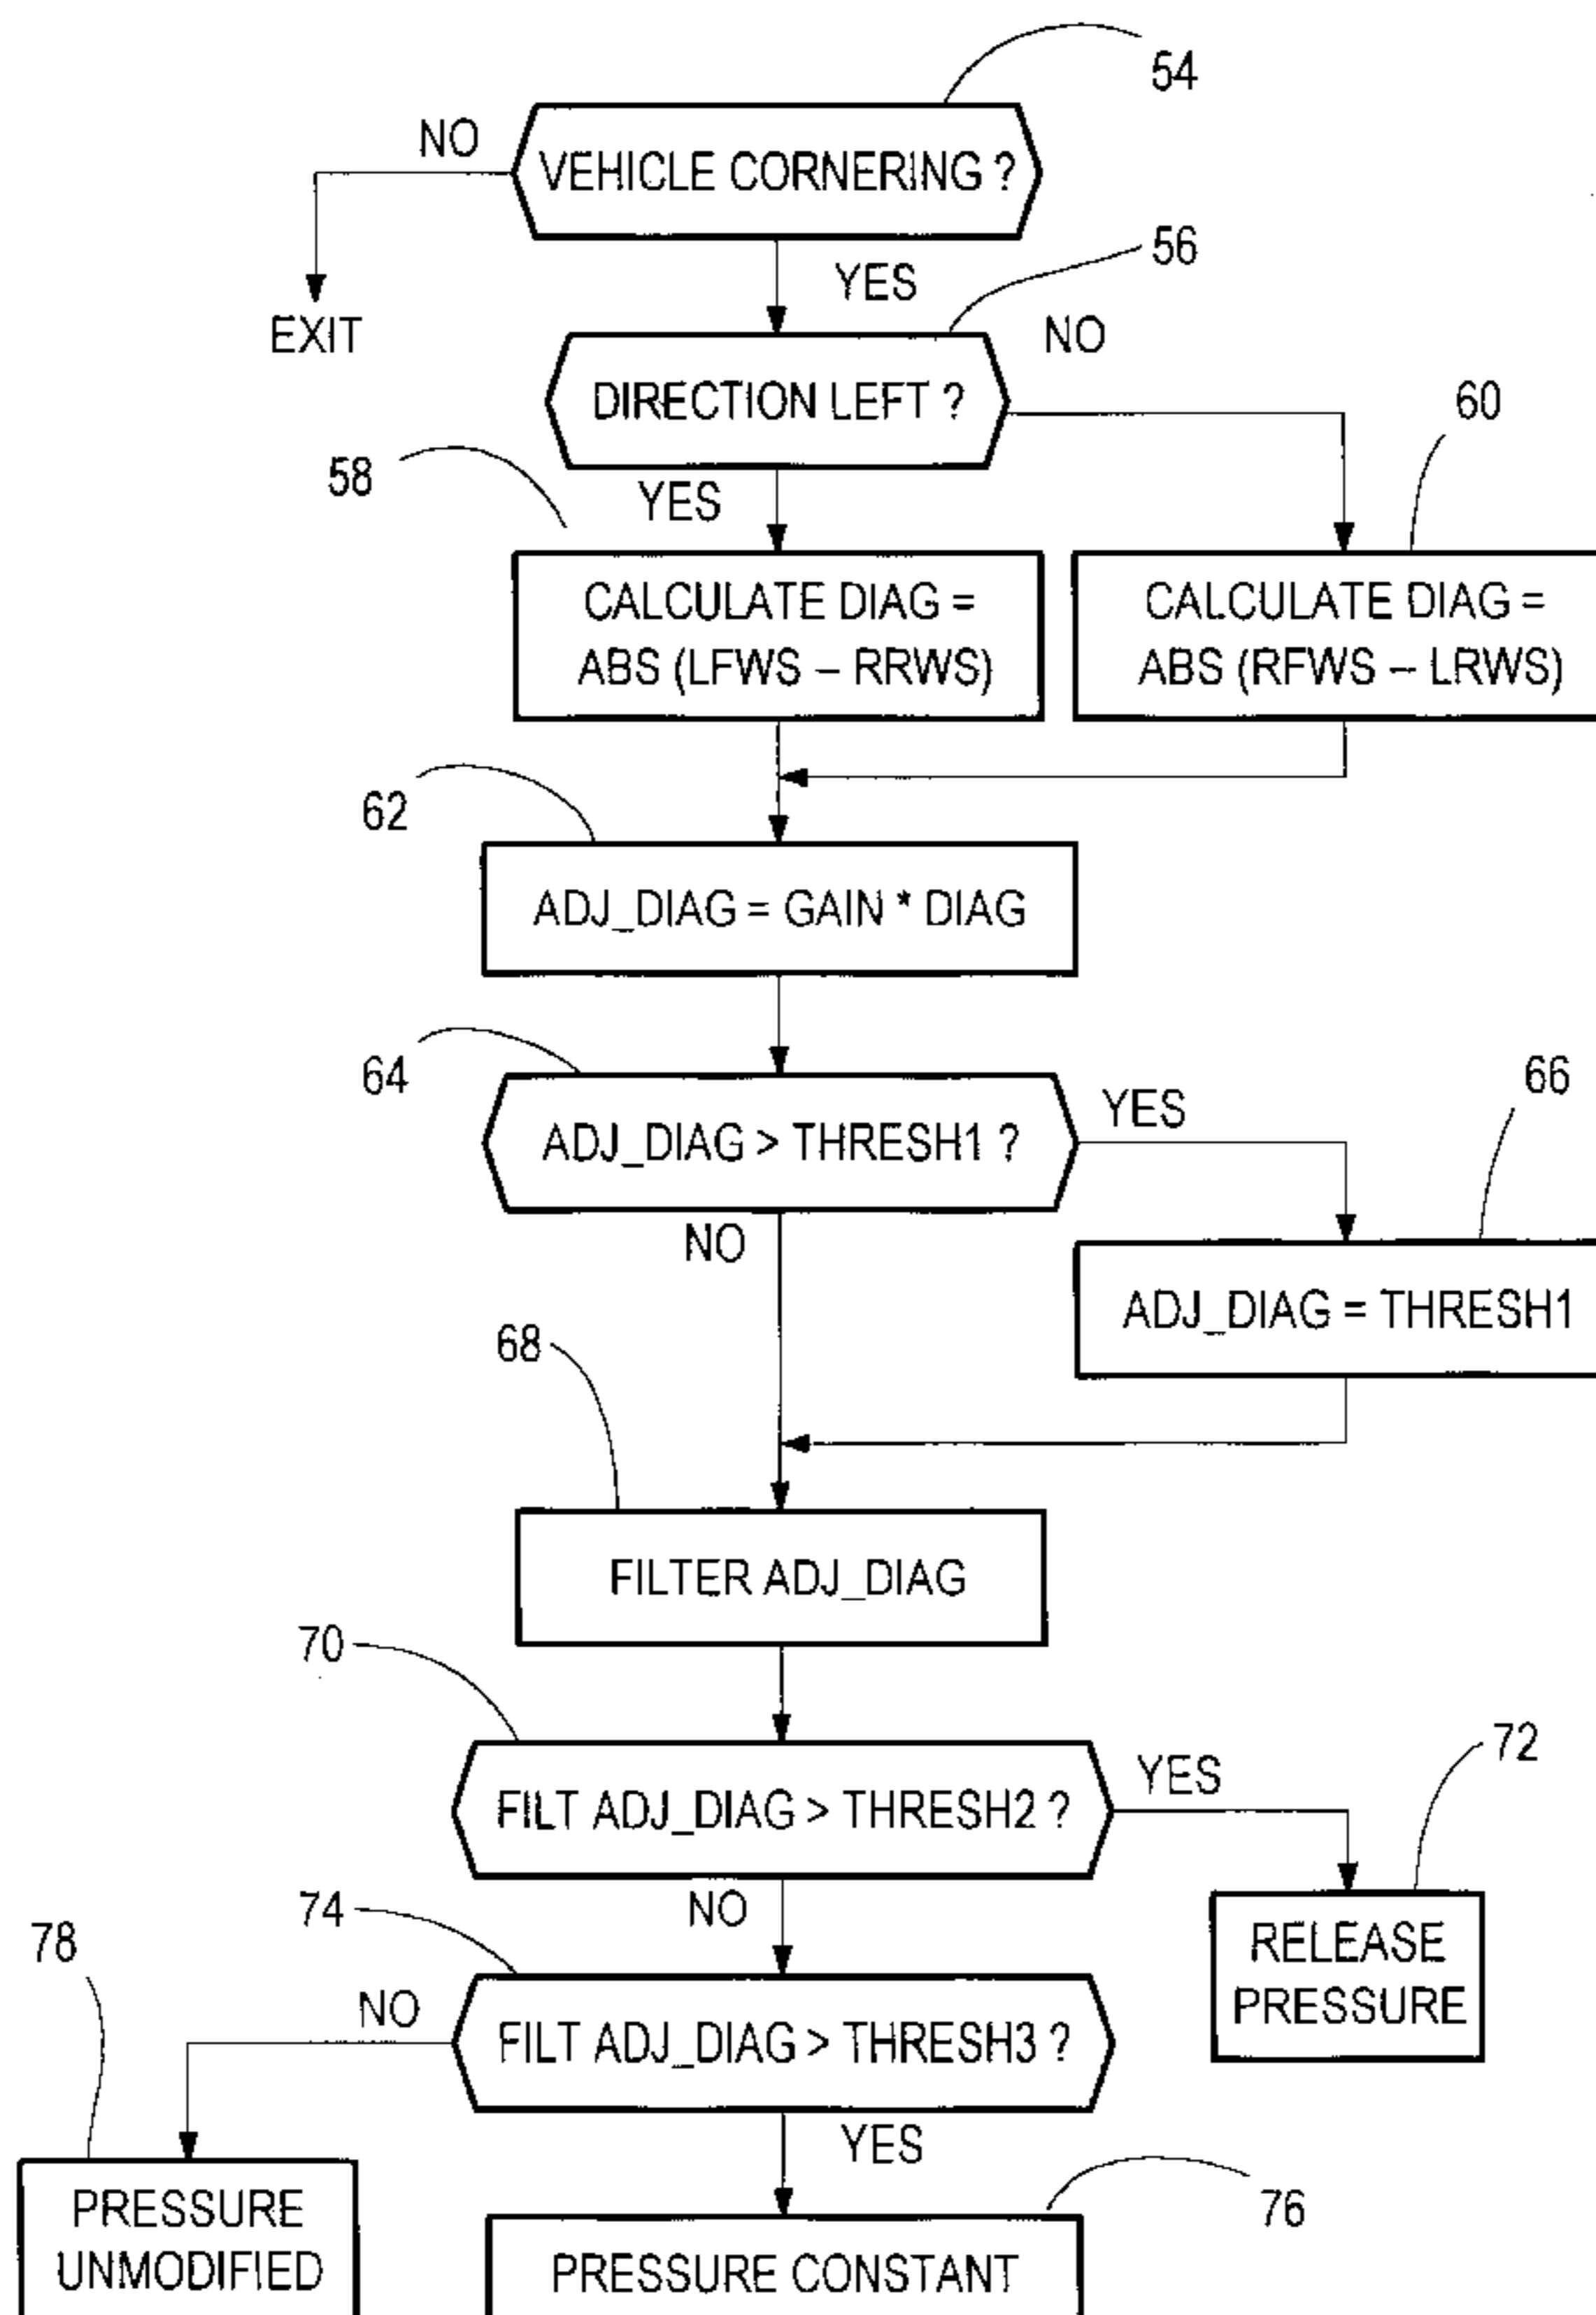 54
NO
VEHICLE CORNERING ?
56
YES
EXIT
NO
DIRECTION LEFT ?
60
58
YES
CALCULATE DIAG =
ABS (LFWS – RRWS)
CALCULATE DIAG =
ABS (RFWS – LRWS)
62
ADJ_DIAG = GAIN * DIAG
64
66
YES
ADJ_DIAG > THRESH1 ?
NO
ADJ_DIAG = THRESH1
68
FILTER ADJ_DIAG
70
72
YES
FILT ADJ_DIAG > THRESH2 ?
NO
74
RELEASE
PRESSURE
78
NO
FILT ADJ_DIAG > THRESH3 ?
YES
76
PRESSURE
UNMODIFIED
PRESSURE CONSTANT